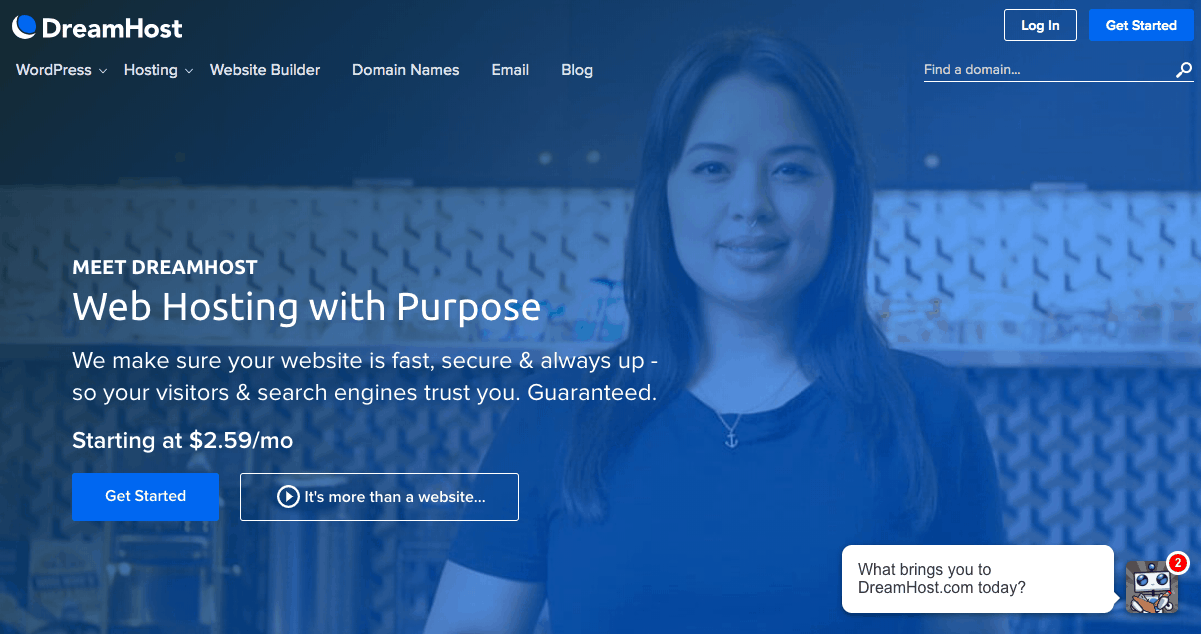 DreamHost
Log In
Get Started
WordPress
Hosting
Website Builder
Domain Names
Email
Blog
Find a domain...
MEET DREAMHOST
Web Hosting with Purpose
We make sure your website is fast, secure & always up -
so your visitors & search engines trust you. Guaranteed.
Starting at $2.59/mo
Get Started
It's more than a website...
What brings you to
DreamHost.com today?
2